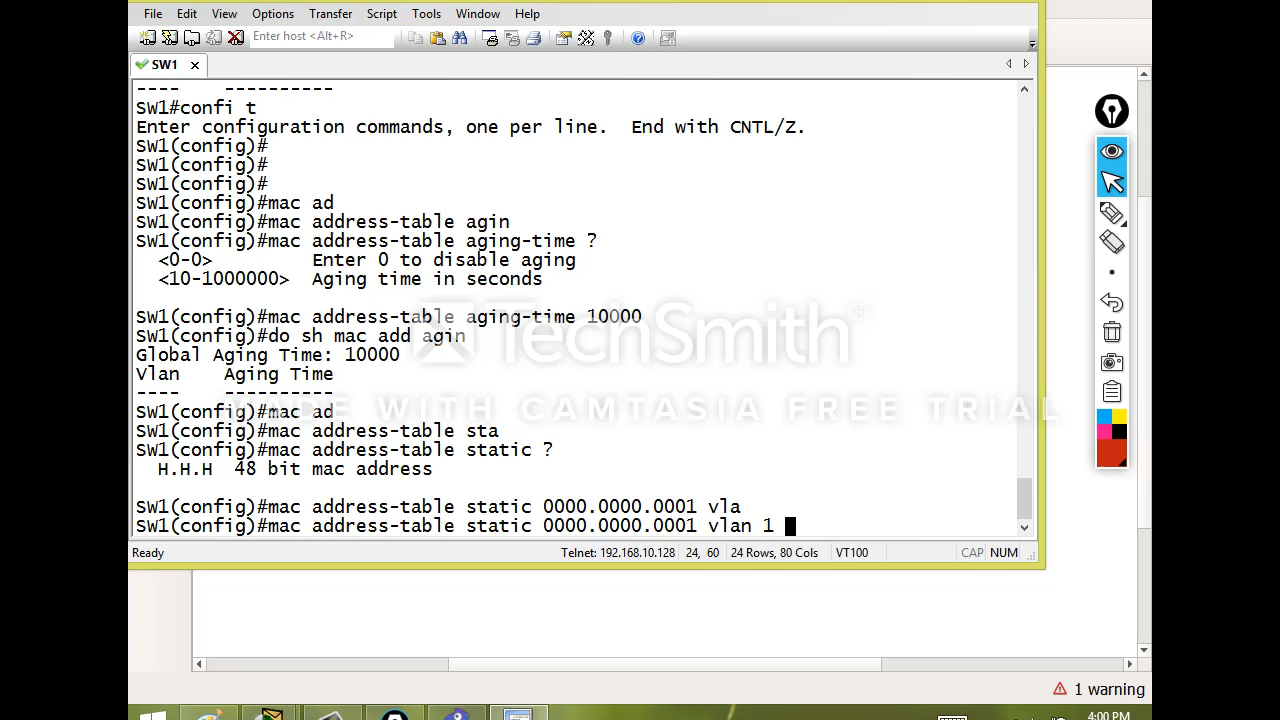 File Edit View Options Transfer Script Tools Window Help
Enter host <Alt+R>
SW1
---- ----------
SW1#confi t
Enter configuration commands, one per line. End with CNTL/Z.
SW1(config)#
SW1(config)#
SW1(config)#
SW1(config)#mac ad
SW1(config)#mac address-table agin
SW1(config)#mac address-table aging-time ?
<0-0> Enter 0 to disable aging
<10-1000000> Aging time in seconds
SW1(config)#mac address-table aging-time 10000
SW1(config)#do sh mac add agin
Global Aging Time: 10000
Vlan Aging Time
---- ----------
SW1(config)#mac ad
SW1(config)#mac address-table sta
SW1(config)#mac address-table static ?
H.H.H 48 bit mac address
SW1(config)#mac address-table static 0000.0000.0001 vla
SW1(config)#mac address-table static 0000.0000.0001 vlan 1
TechSmith®
MADE WITH CAMTASIA FREE TRIAL
Ready Telnet: 192.168.10.128 24, 60 24 Rows, 80 Cols VT100 CAP NUM
1 warning
4:00 PM